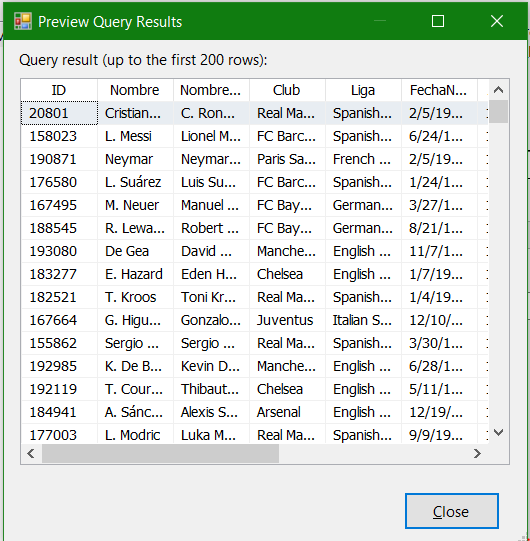 Preview Query Results
Query result (up to the first 200 rows):
ID Nombre Nombre... Club Liga FechaN...
20801 Cristian... C. Ron... Real Ma... Spanish... 2/5/19...
158023 L. Messi Lionel M... FC Barc... Spanish... 6/24/1...
190871 Neymar Neymar... Paris Sa... French ... 2/5/19...
176580 L. Suárez Luis Su... FC Barc... Spanish... 1/24/1...
167495 M. Neuer Manuel ... FC Bay... German... 3/27/1...
188545 R. Lewa... Robert ... FC Bay... German... 8/21/1...
193080 De Gea David ... Manche... English ... 11/7/1...
183277 E. Hazard Eden H... Chelsea English ... 1/7/19...
182521 T. Kroos Toni Kr... Real Ma... Spanish... 1/4/19...
167664 G. Higu... Gonzalo... Juventus Italian S... 12/10/...
155862 Sergio ... Sergio ... Real Ma... Spanish... 3/30/1...
192985 K. De B... Kevin D... Manche... English ... 6/28/1...
192119 T. Cour... Thibaut... Chelsea English ... 5/11/1...
184941 A. Sánc... Alexis S... Arsenal English ... 12/19/...
177003 L. Modric Luka M... Real Ma... Spanish... 9/9/19...
Close